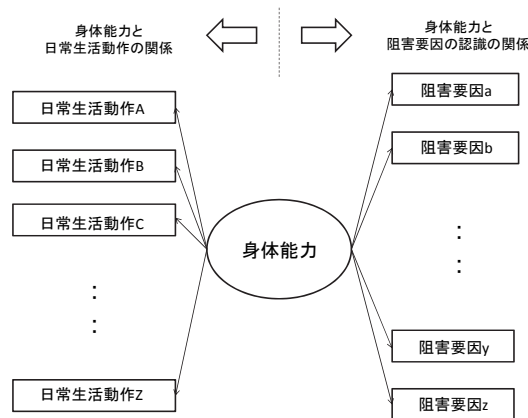 身体能力と
日常生活動作の関係
身体能力と
阻害要因の認識の関係
日常生活動作A
日常生活動作B
日常生活動作C
：
：
日常生活動作Z
身体能力
阻害要因a
阻害要因b
：
：
阻害要因y
阻害要因z